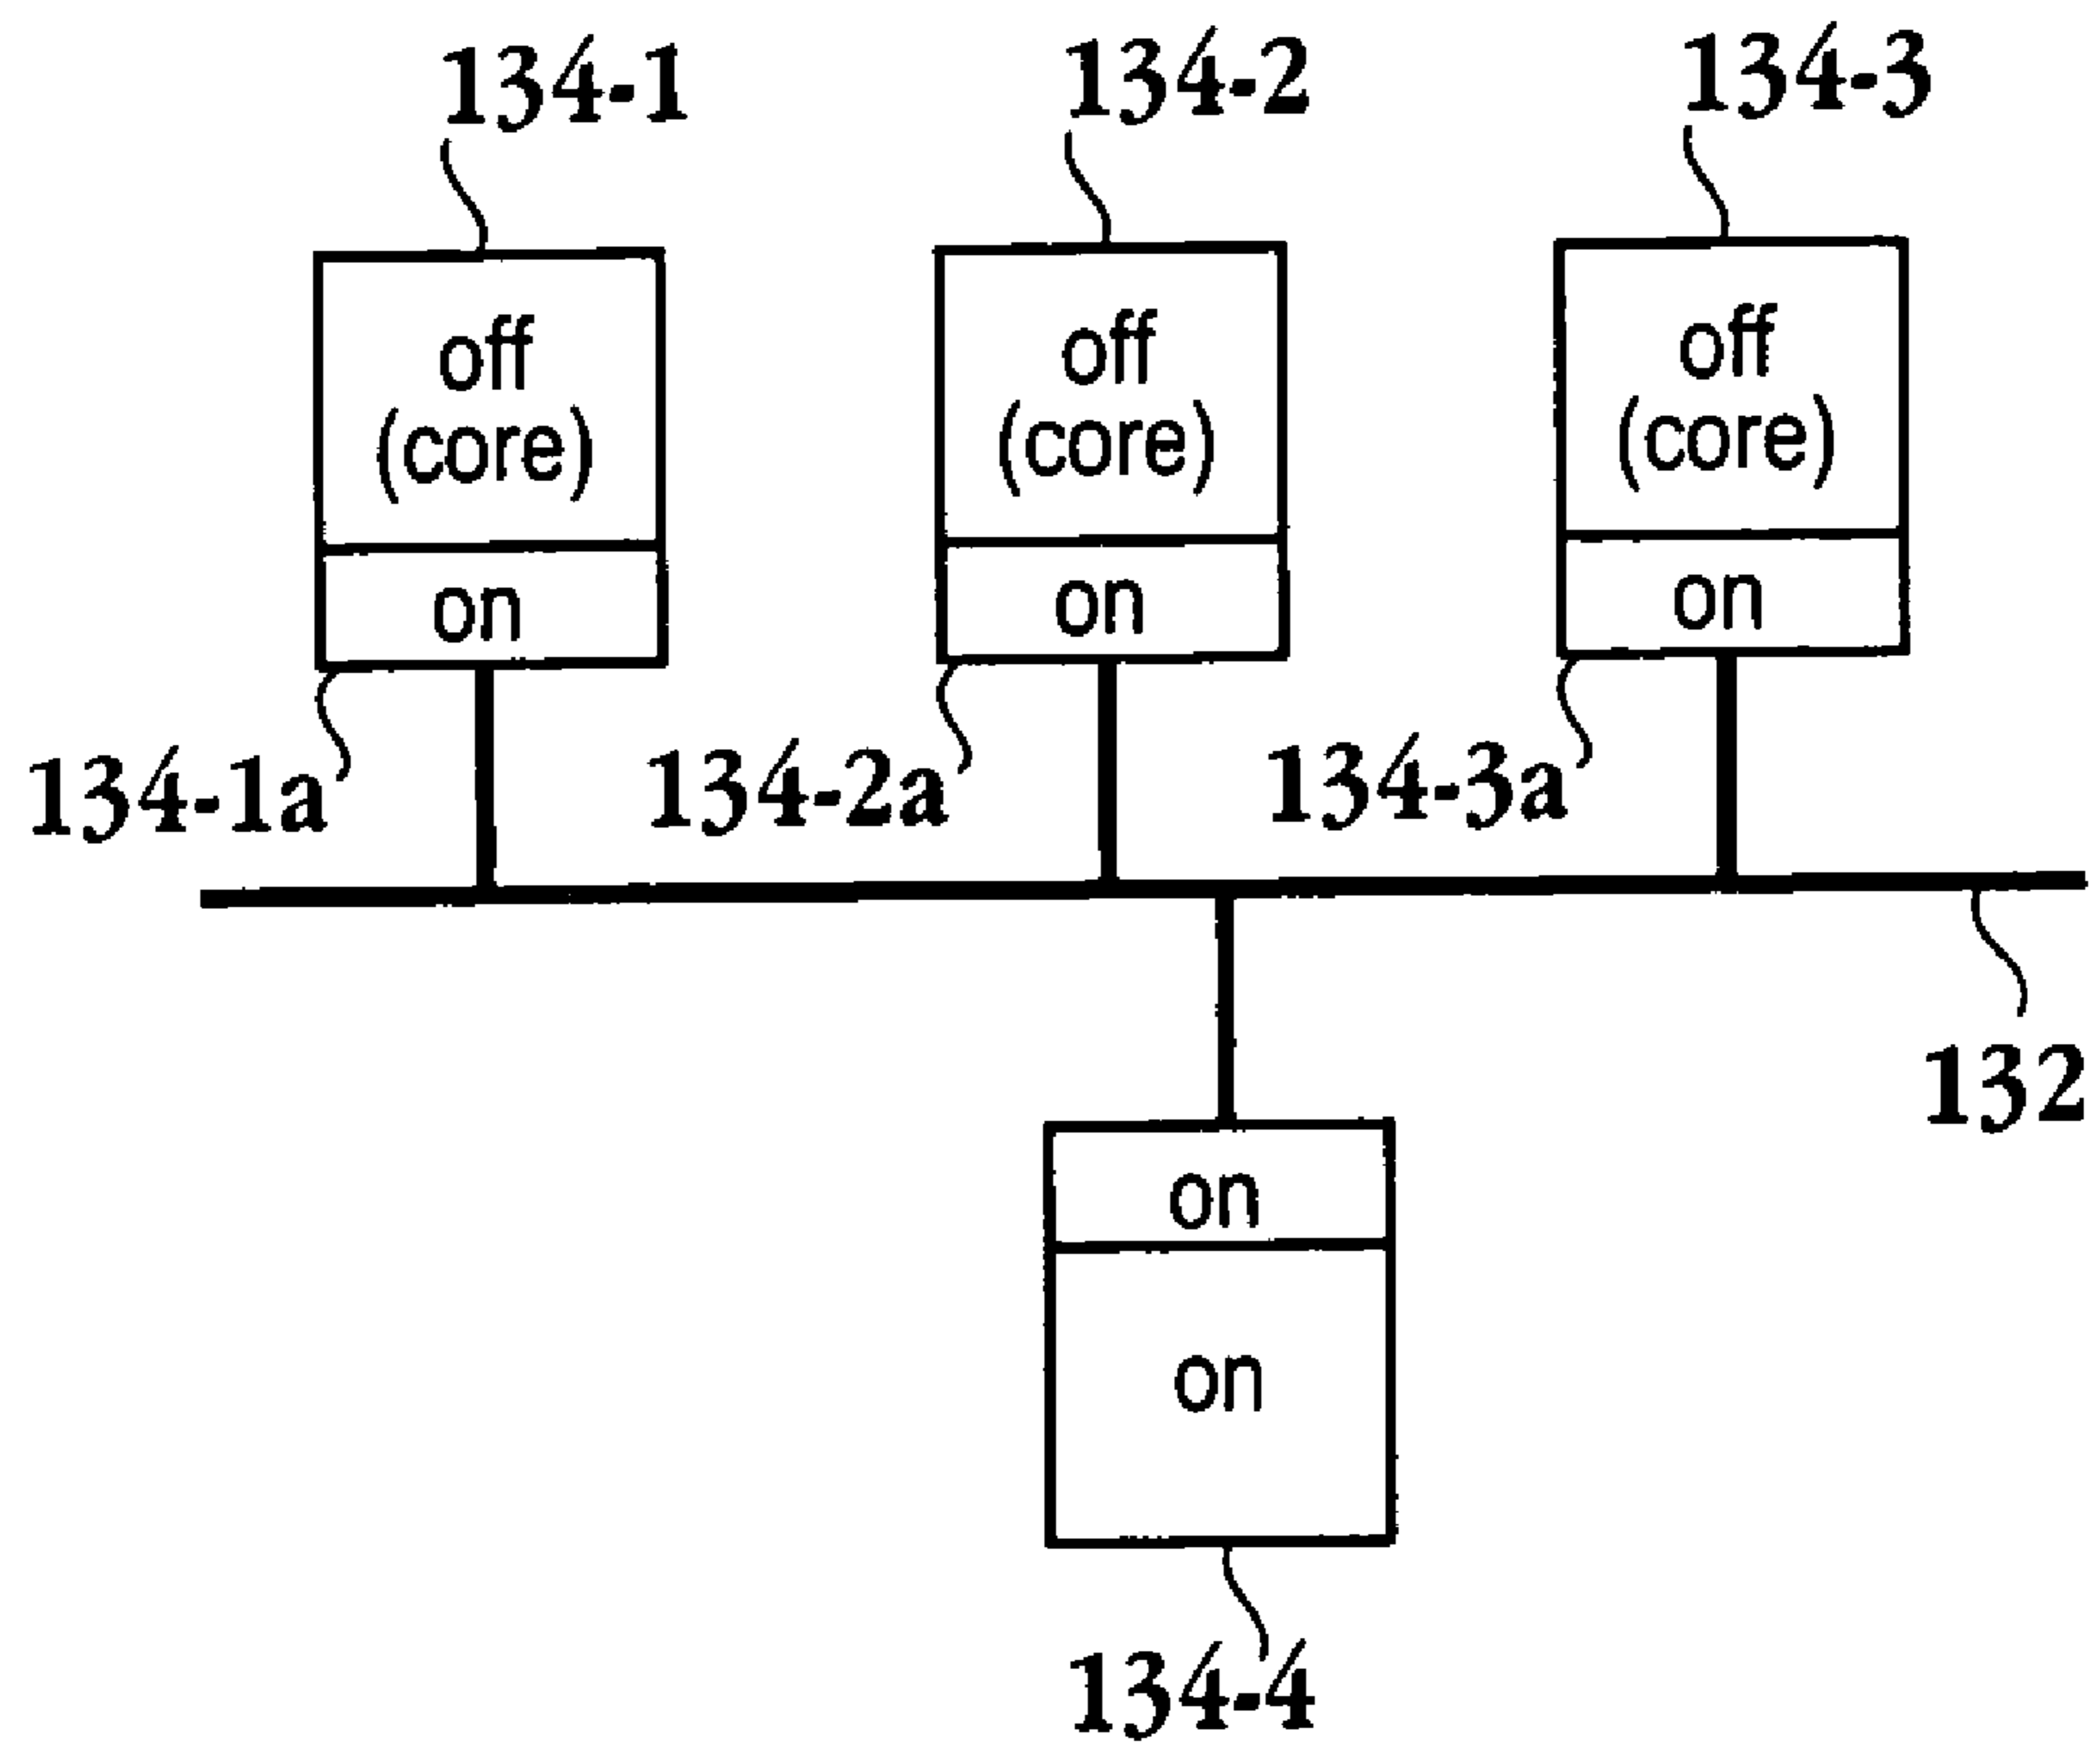 134-1
134-2
134-3
off
(core)
off
(core)
off
(core)
on
on
on
134-1a
134-2a
134-3a
132
on
on
134-4